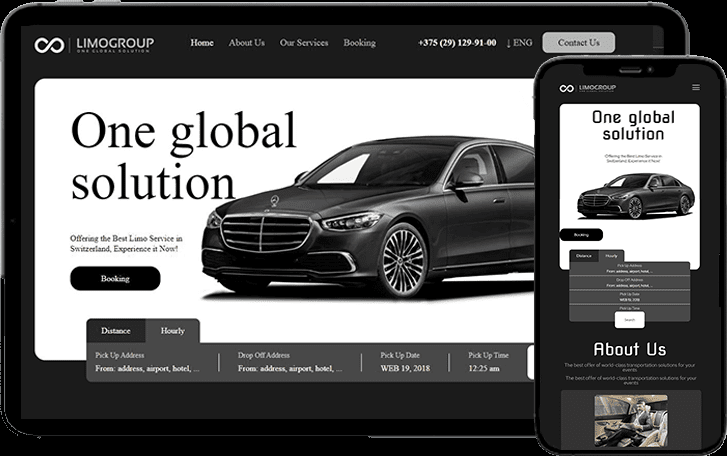 LIMOGROUP
ONE GLOBAL SOLUTION
Home About Us Our Services Booking +375 (29) 129-91-00 ↓ ENG Contact Us
One global
solution
Offering the Best Limo Service in
Switzerland, Experience it Now!
Booking
Distance Hourly
Pick Up Address Drop Off Address Pick Up Date Pick Up Time
From: address, airport, hotel, ... From: address, airport, hotel, ... WEB 19, 2018 12:25 am
LIMOGROUP
ONE GLOBAL SOLUTION
One global
solution
Offering the Best Limo Service in
Switzerland, Experience it Now!
Booking
Distance Hourly
Pick Up Address
From: address, airport, hotel, ...
Drop Off Address
From: address, airport, hotel, ...
Pick Up Date
WEB 19, 2018
Pick Up Time
Search
About Us
The best offer of world-class transportation solutions for your
events
The best offer of world-class transportation solutions for your
events